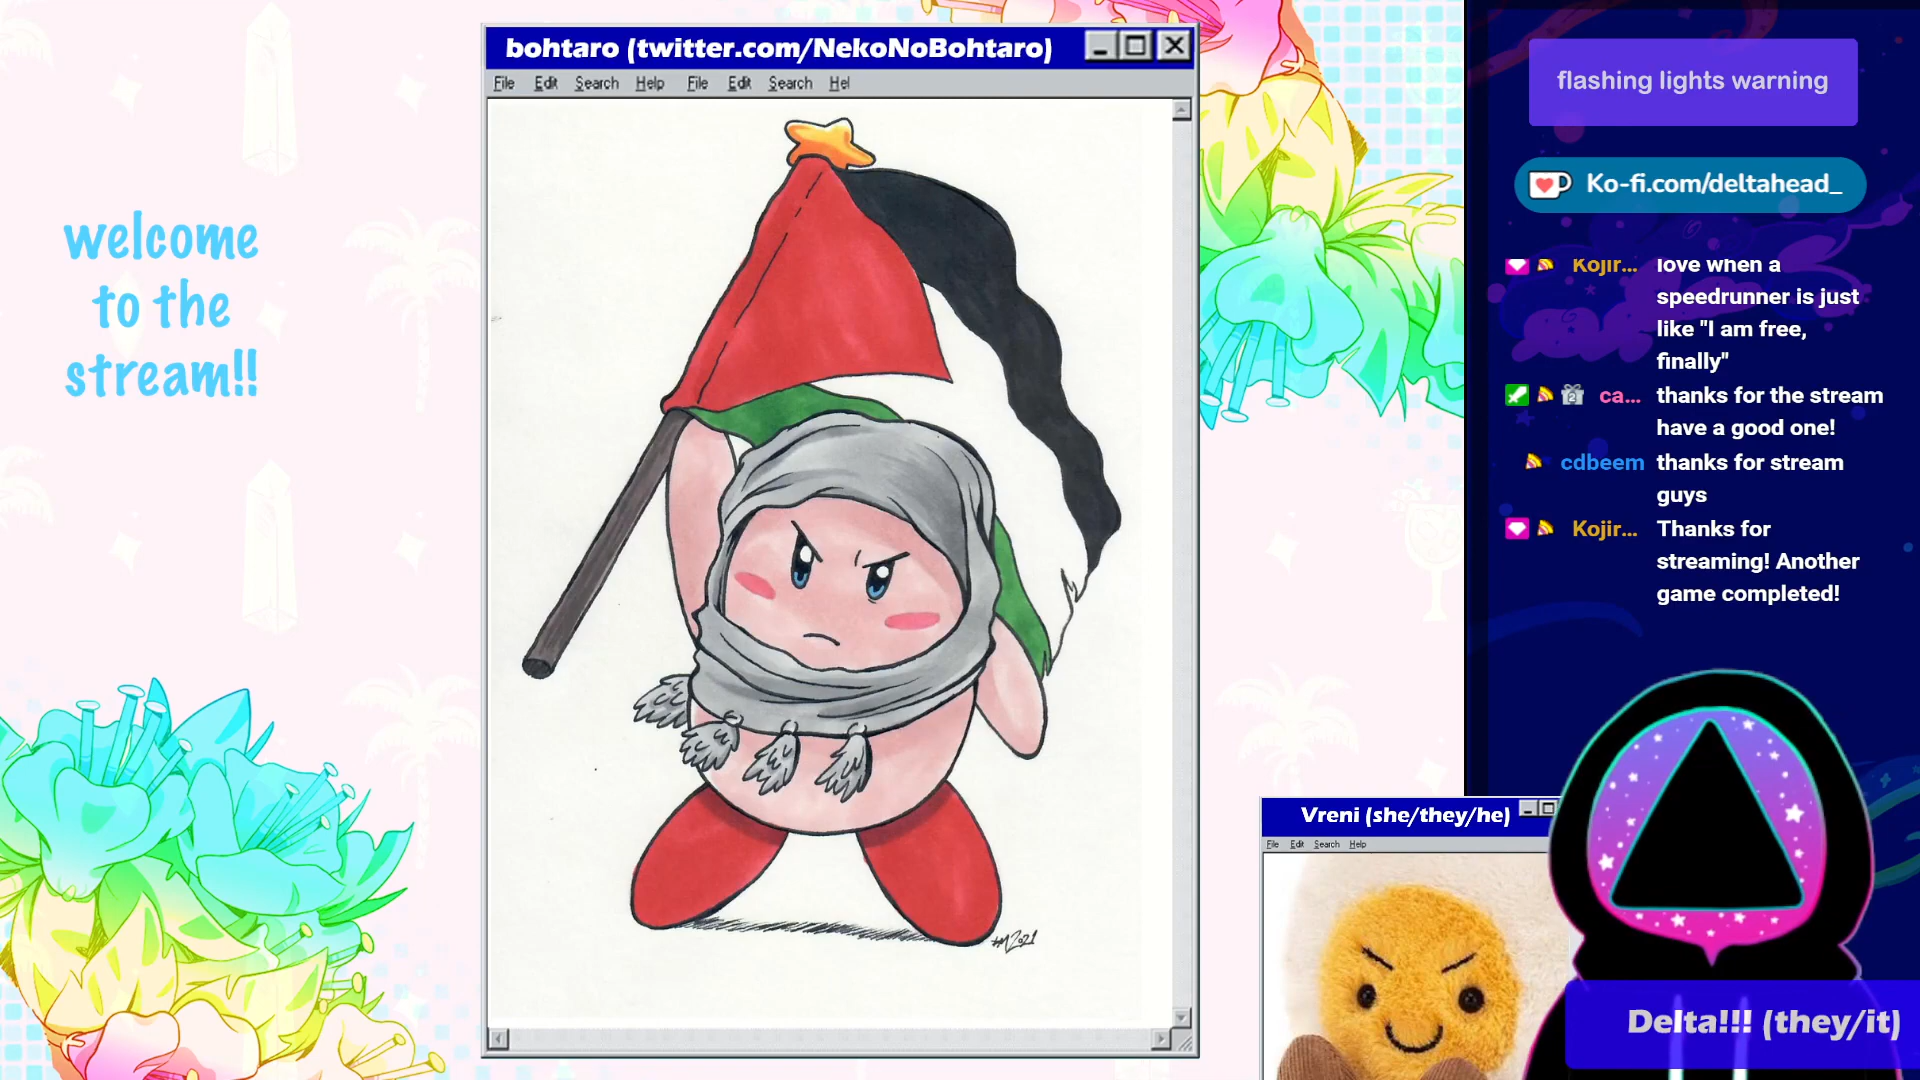 welcome
to the
stream!!
bohtaro (twitter.com/NekoNoBohtaro)
File Edit Search Help File Edit Search Hel
2021
flashing lights warning
Ko-fi.com/deltahead_
Kojir... love when a
speedrunner is just
like "I am free,
finally"
2 ca... thanks for the stream
have a good one!
cdbeem thanks for stream
guys
Kojir... Thanks for
streaming! Another
game completed!
Vreni (she/they/he)
File Edit Search Help
Delta!!! (they/it)